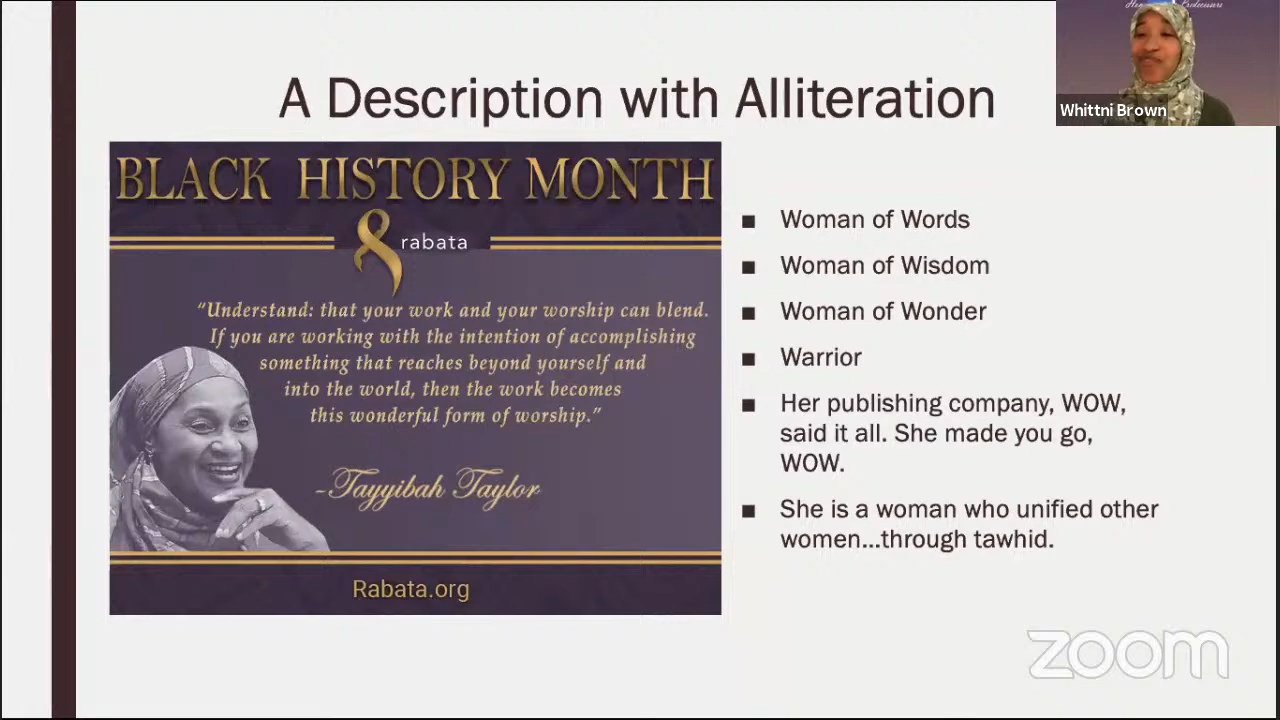 A Description with Alliteration
Whittni Brown
BLACK HISTORY MONTH
rabata
“Understand: that your work and your worship can blend.
If you are working with the intention of accomplishing
something that reaches beyond yourself and
into the world, then the work becomes
this wonderful form of worship.”
-Tayyibah Taylor
Rabata.org
■ Woman of Words
■ Woman of Wisdom
■ Woman of Wonder
■ Warrior
■ Her publishing company, WOW,
said it all. She made you go,
WOW.
■ She is a woman who unified other
women...through tawhid.
zoom